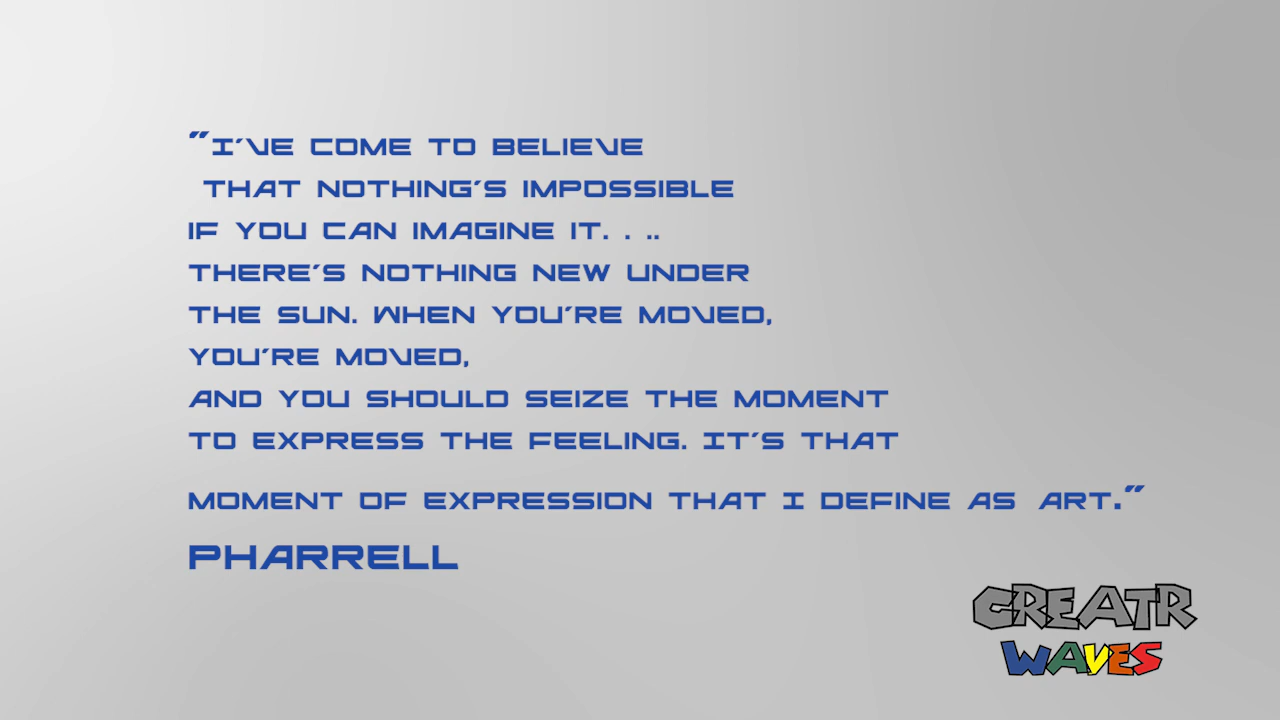 "I'VE COME TO BELIEVE
THAT NOTHING'S IMPOSSIBLE
IF YOU CAN IMAGINE IT. . ..
THERE'S NOTHING NEW UNDER
THE SUN. WHEN YOU'RE MOVED,
YOU'RE MOVED,
AND YOU SHOULD SEIZE THE MOMENT
TO EXPRESS THE FEELING. IT'S THAT
MOMENT OF EXPRESSION THAT I DEFINE AS ART."
PHARRELL
CREATR
WAVES